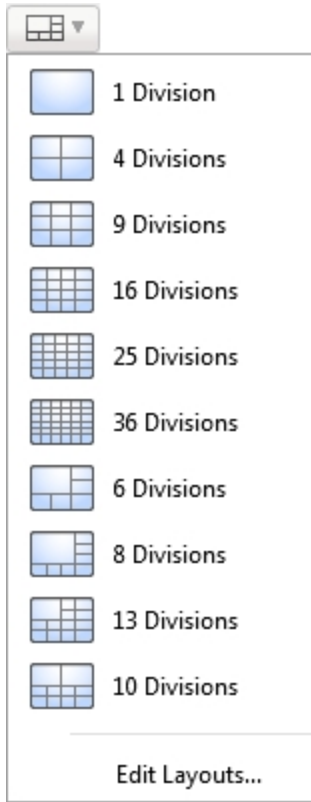 1 Division
4 Divisions
9 Divisions
16 Divisions
25 Divisions
36 Divisions
6 Divisions
8 Divisions
13 Divisions
10 Divisions
Edit Layouts...